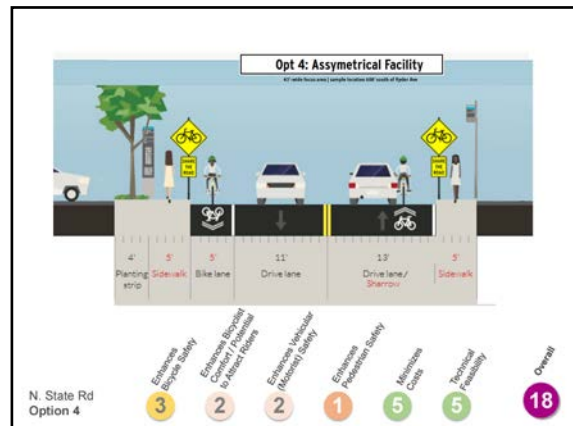 Opt 4: Assymetrical Facility
SHARE
THE
ROAD
SHARE
THE
ROAD
4'
Planting
strip
5'
Sidewalk
5'
Bike lane
11'
Drive lane
13'
Drive lane/
Sharrow
5'
Sidewalk
N. State Rd
Option 4
Enhances
Bicycle Safety
3
Enhances Bicyclist
Comfort / Potential
to Attract Riders
2
Enhances Vehicular
(Motorist) Safety
2
Enhances
Pedestrian Safety
1
Minimizes
Costs
5
Technical
Feasibility
5
Overall
18